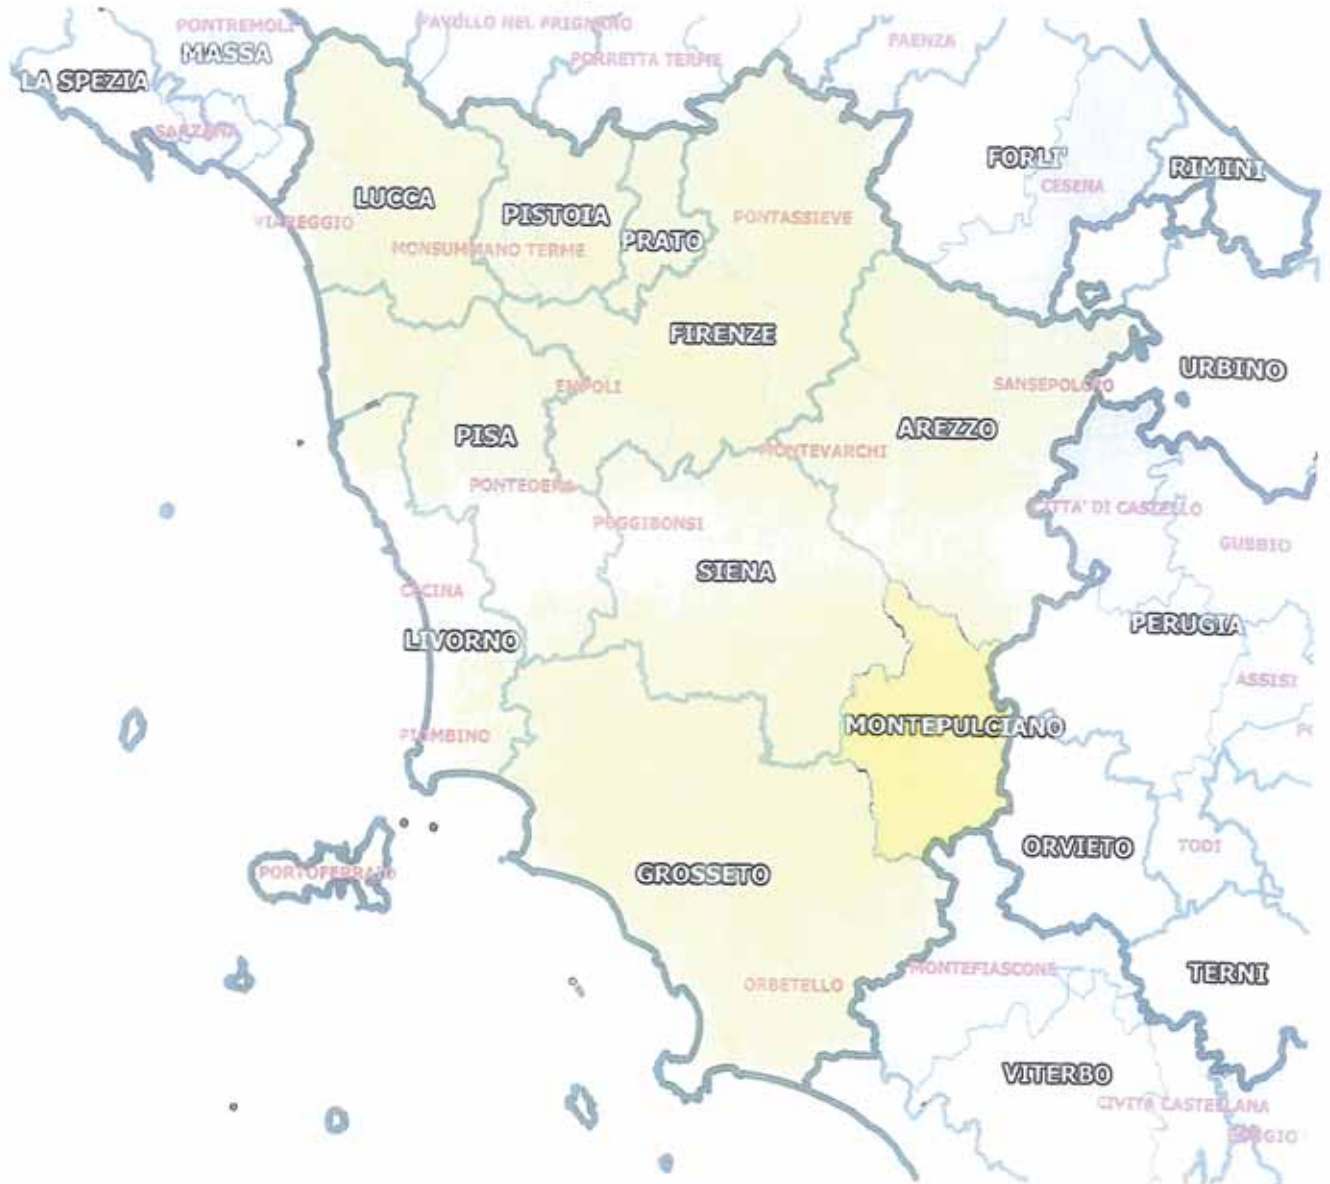 PONTREMOLI
PAVULLO NEL FRIGNANO
MASSA
PORRETTA TERME
FAENZA
LA SPEZIA
SARZANA
FORLI'
CESENA
RIMINI
LUCCA
PISTOIA
PONTASSIEVE
VIAREGGIO
PRATO
MONSUMMANO TERME
FIRENZE
URBINO
EMPOLI
SANSEPOLCRO
PISA
AREZZO
MONTEVARCHI
PONTEDERA
CITTA' DI CASTELLO
POGGIBONSI
GUBBIO
SIENA
CECINA
PERUGIA
LIVORNO
ASSISI
MONTEPULCIANO
PIOMBINO
ORVIETO
TODI
PORTOFERRAIO
GROSSETO
MONTEFIASCONE
TERNI
ORBETELLO
VITERBO
CIVITA CASTELLANA